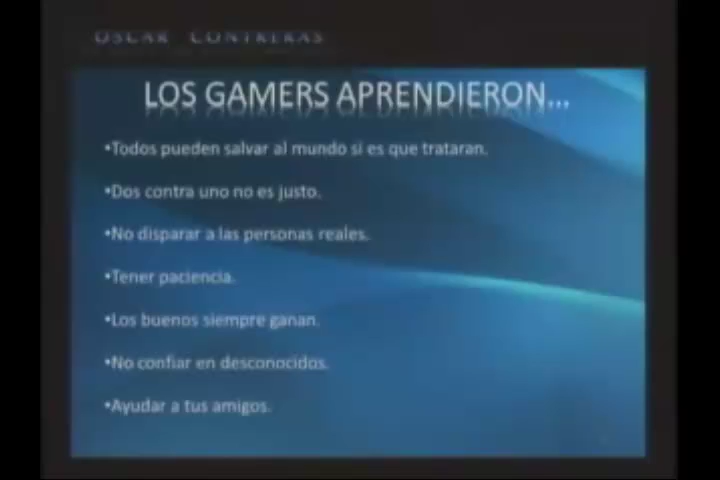 OSCAR CONTRERAS
LOS GAMERS APRENDIERON...
•Todos pueden salvar al mundo si es que trataran.
•Dos contra uno no es justo.
•No disparar a las personas reales.
•Tener paciencia.
•Los buenos siempre ganan.
•No confiar en desconocidos.
•Ayudar a tus amigos.